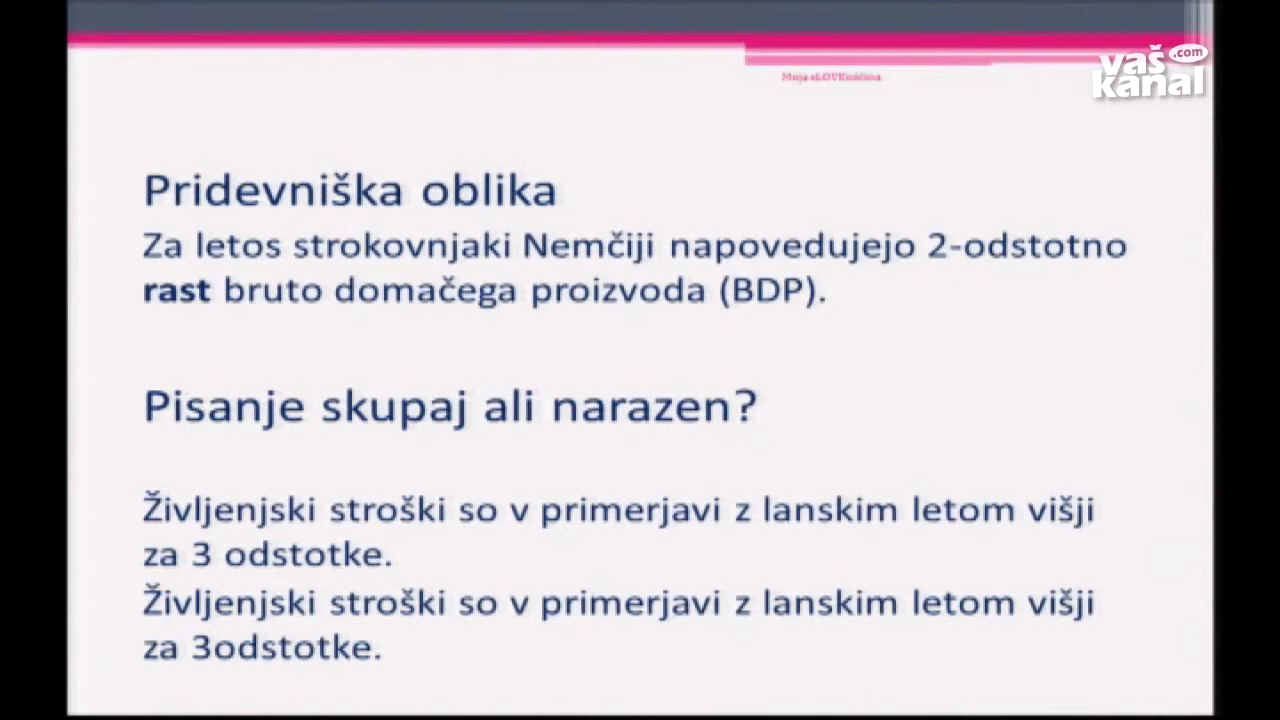 vaš .com
kanal
Moja sLOVEnščina
Pridevniška oblika
Za letos strokovnjaki Nemčiji napovedujejo 2-odstotno
rast bruto domačega proizvoda (BDP).
Pisanje skupaj ali narazen?
Življenjski stroški so v primerjavi z lanskim letom višji
za 3 odstotke.
Življenjski stroški so v primerjavi z lanskim letom višji
za 3odstotke.